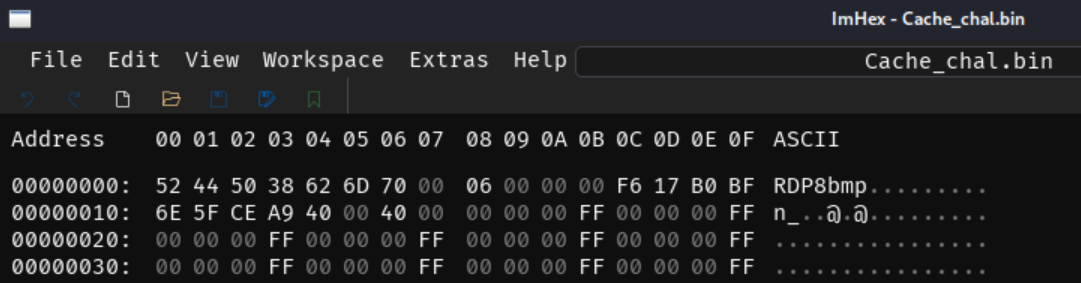 ImHex - Cache_chal.bin
File Edit View Workspace Extras Help Cache_chal.bin
Address 00 01 02 03 04 05 06 07 08 09 0A 0B 0C 0D 0E 0F ASCII
00000000: 52 44 50 38 62 6D 70 00 06 00 00 00 F6 17 B0 BF RDP8bmp.........
00000010: 6E 5F CE A9 40 00 40 00 00 00 00 FF 00 00 00 FF n_..@.@.........
00000020: 00 00 00 FF 00 00 00 FF 00 00 00 FF 00 00 00 FF ................
00000030: 00 00 00 FF 00 00 00 FF 00 00 00 FF 00 00 00 FF ................